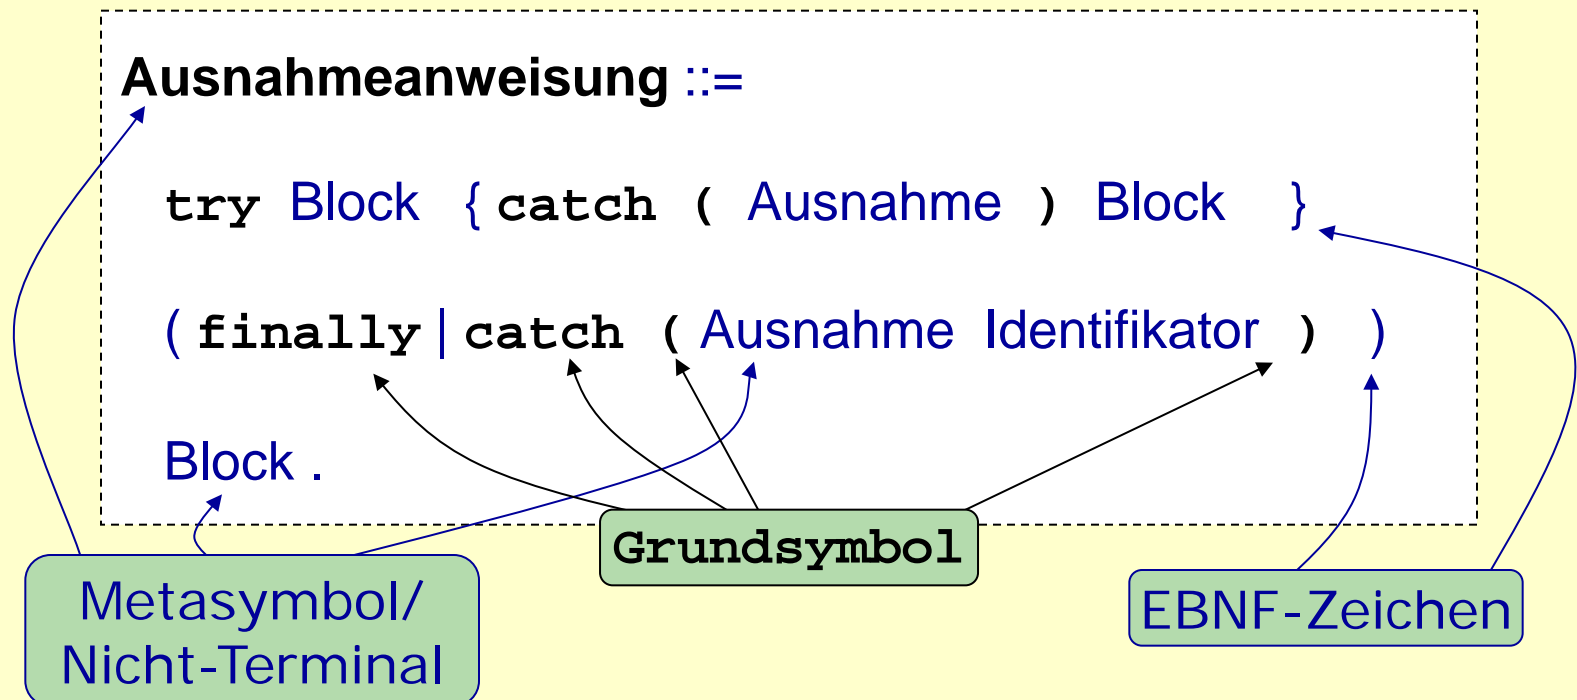 Ausnahmeanweisung ::=
try Block { catch ( Ausnahme ) Block }
( finally | catch ( Ausnahme Identifikator ) )
Block .
Grundsymbol
Metasymbol/
Nicht-Terminal
EBNF-Zeichen